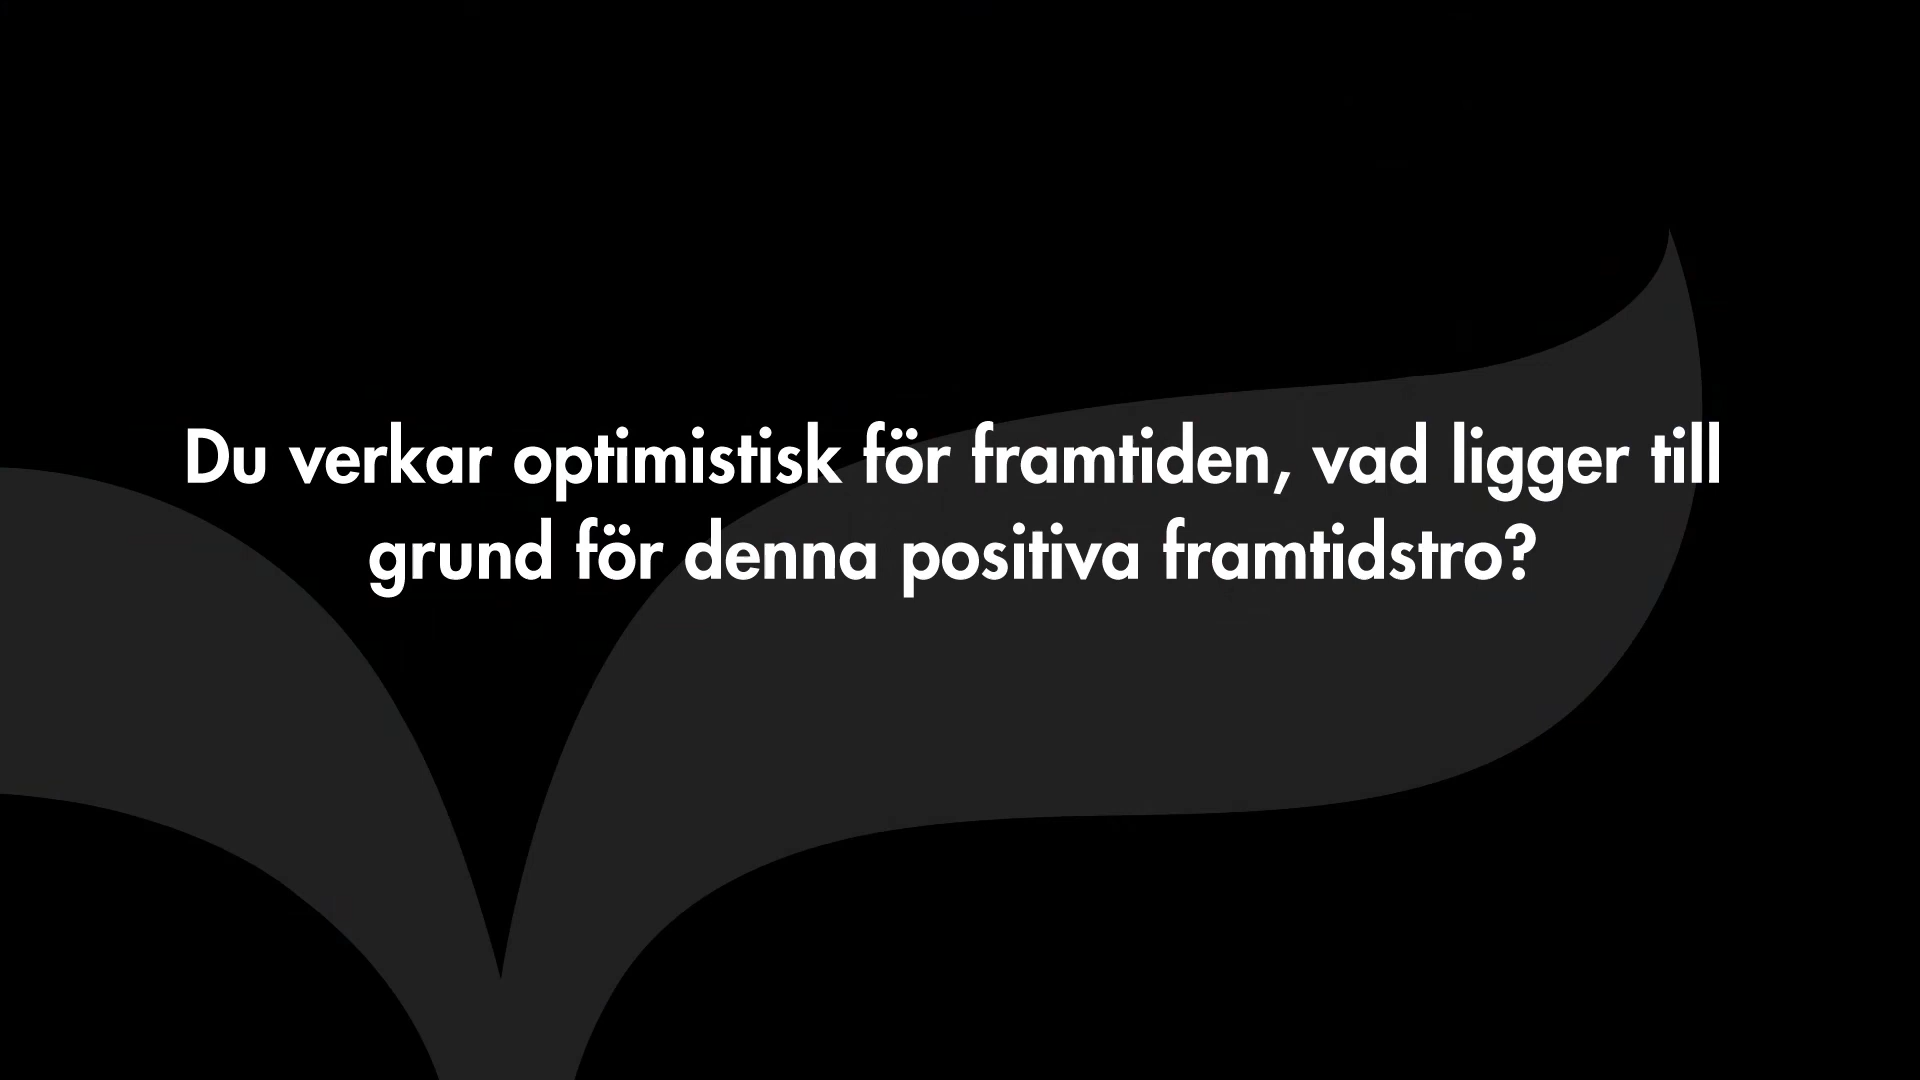 Du verkar optimistisk för framtiden, vad ligger till
grund för denna positiva framtidstro?